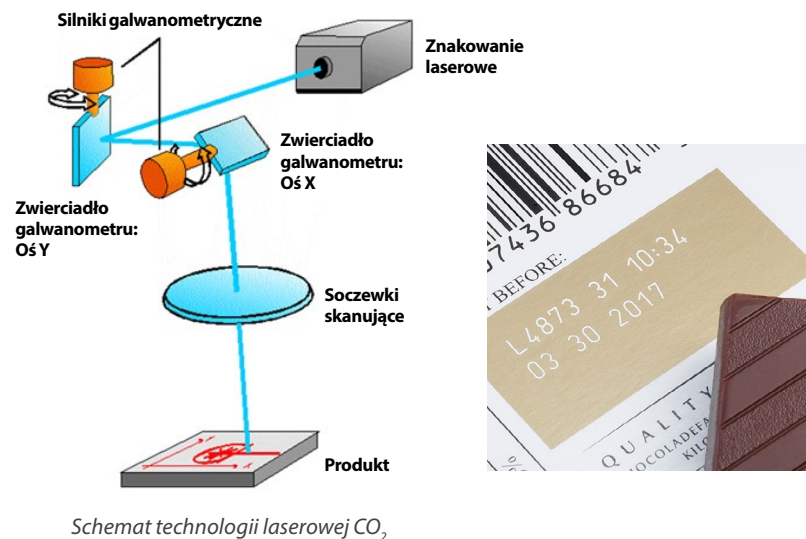 Silniki galwanometryczne
Znakowanie
laserowe
Zwierciadło
galwanometru:
Oś X
Zwierciadło
galwanometru:
Oś Y
Soczewki
skanujące
Produkt
Schemat technologii laserowej CO₂
7436 86684
BEFORE:
L4873 31 10:34
03 30 2017
QUALITY